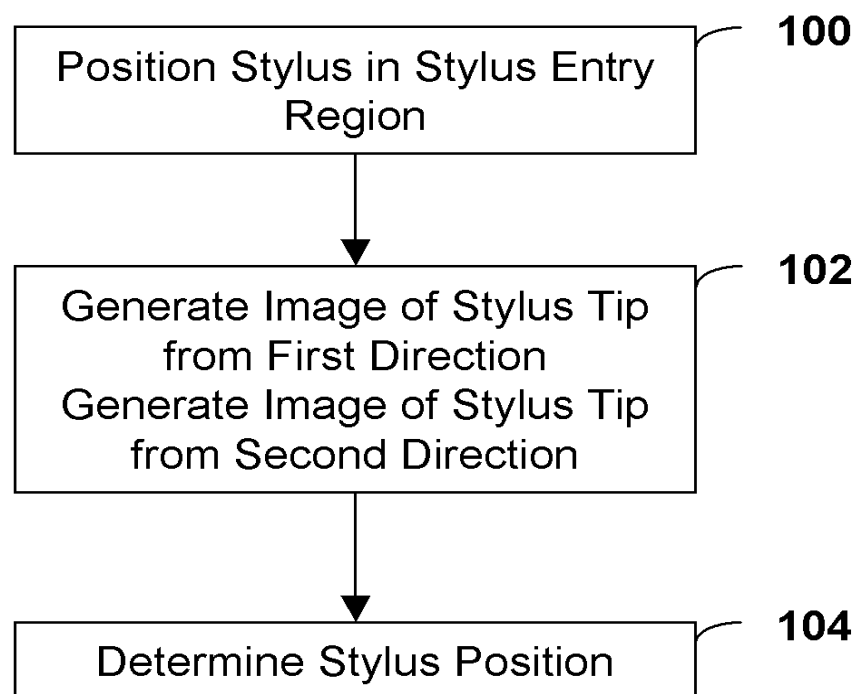 100
Position Stylus in Stylus Entry
Region
102
Generate Image of Stylus Tip
from First Direction
Generate Image of Stylus Tip
from Second Direction
104
Determine Stylus Position